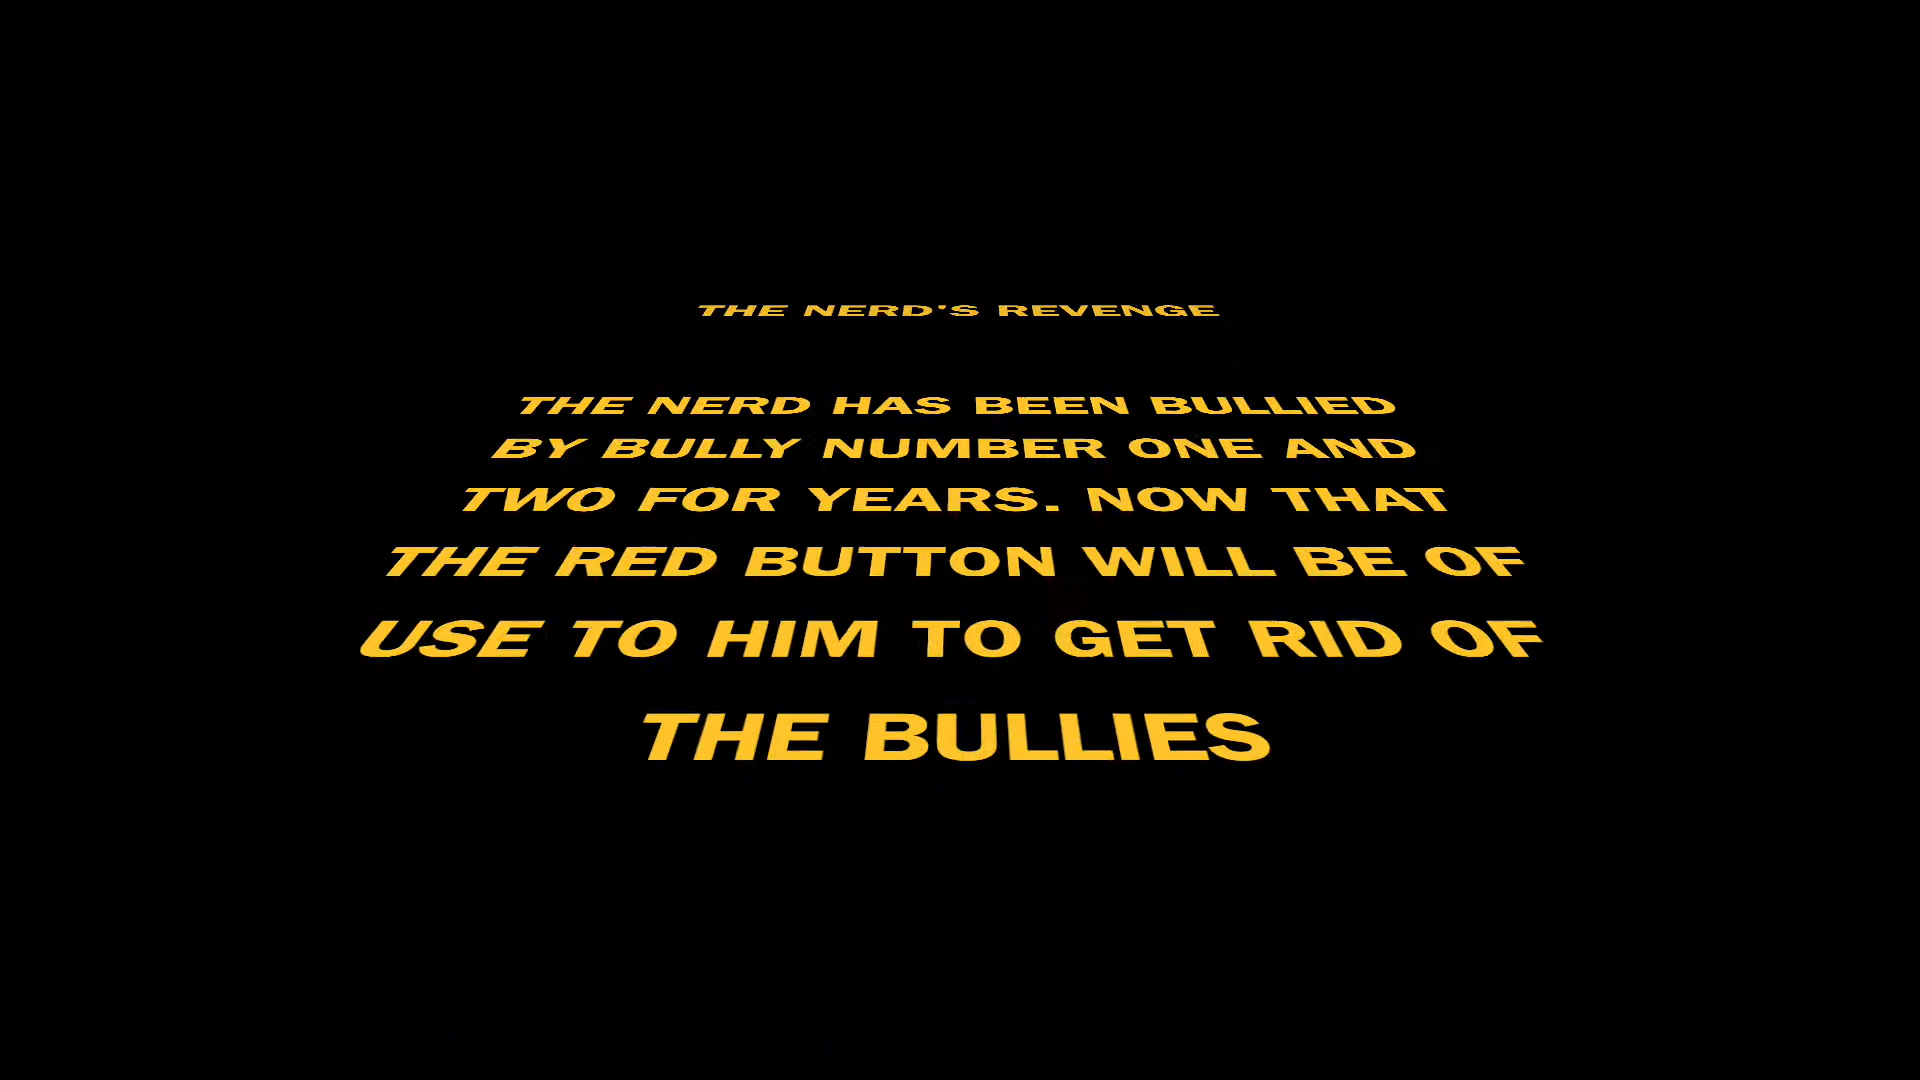 THE NERD'S REVENGE
THE NERD HAS BEEN BULLIED
BY BULLY NUMBER ONE AND
TWO FOR YEARS. NOW THAT
THE RED BUTTON WILL BE OF
USE TO HIM TO GET RID OF
THE BULLIES